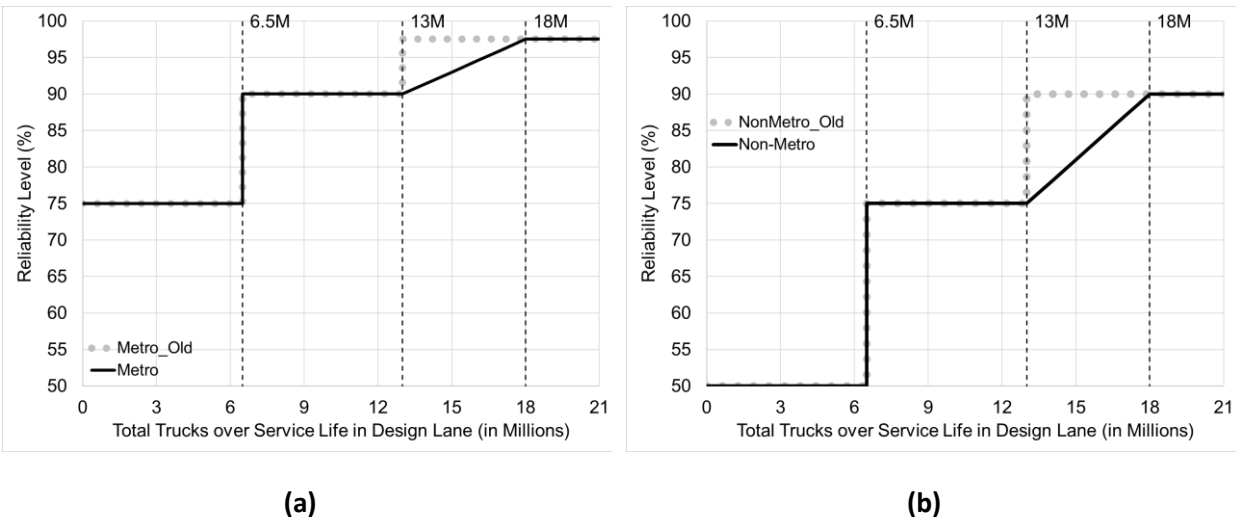 6.5M 13M 18M
100
95
90
85
80
75
70
65
60
55
50
Reliability Level (%)
Metro_Old
Metro
0 3 6 9 12 15 18 21
Total Trucks over Service Life in Design Lane (in Millions)
(a)
6.5M 13M 18M
100
95
90
85
80
75
70
65
60
55
50
Reliability Level (%)
NonMetro_Old
Non-Metro
0 3 6 9 12 15 18 21
Total Trucks over Service Life in Design Lane (in Millions)
(b)